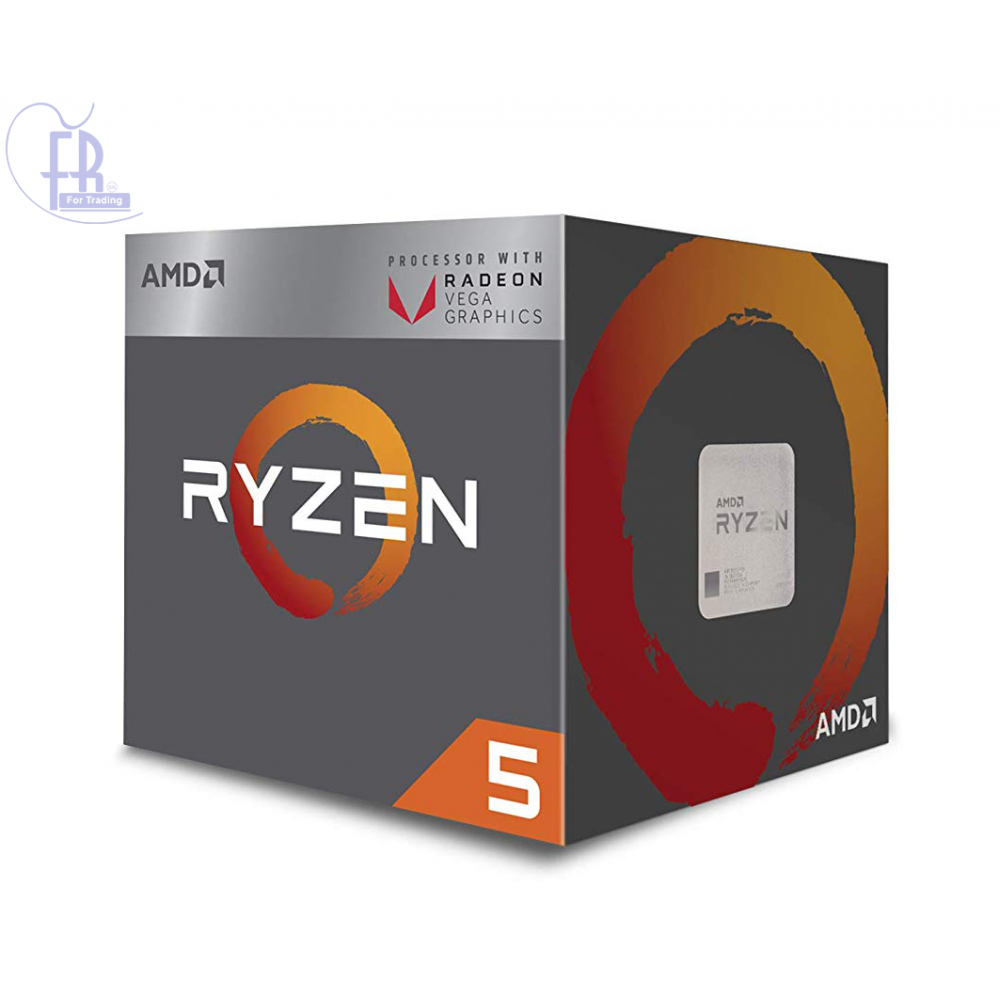 FR
For Trading
AMD
PROCESSOR WITH
RADEON
VEGA
GRAPHICS
RYZEN
5
AMD
RYZEN
AMD